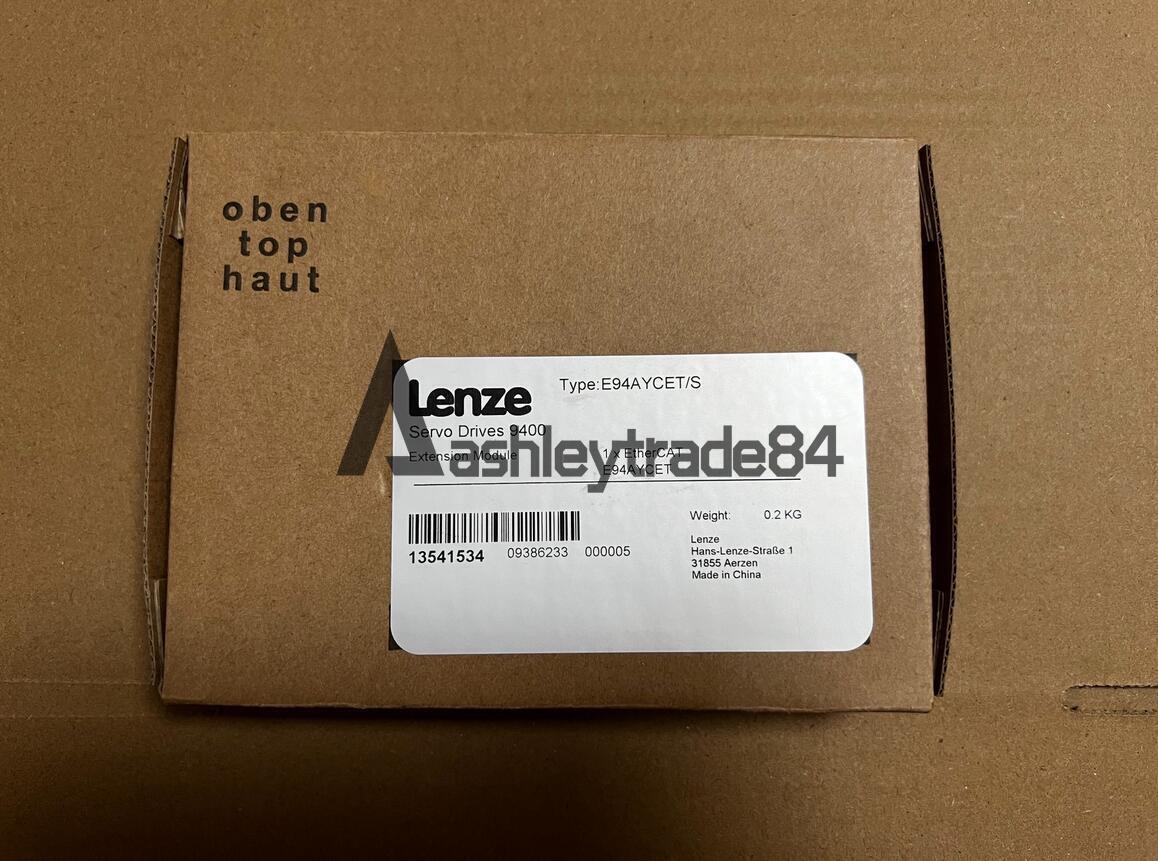 oben
top
haut
Lenze
Type:E94AYCET/S
Servo Drives 9400
Extension Module
1 x EtherCAT
E94AYCET
Aashleytrade84
13541534
09386233 000005
Weight: 0.2 KG
Lenze
Hans-Lenze-Straße 1
31855 Aerzen
Made in China